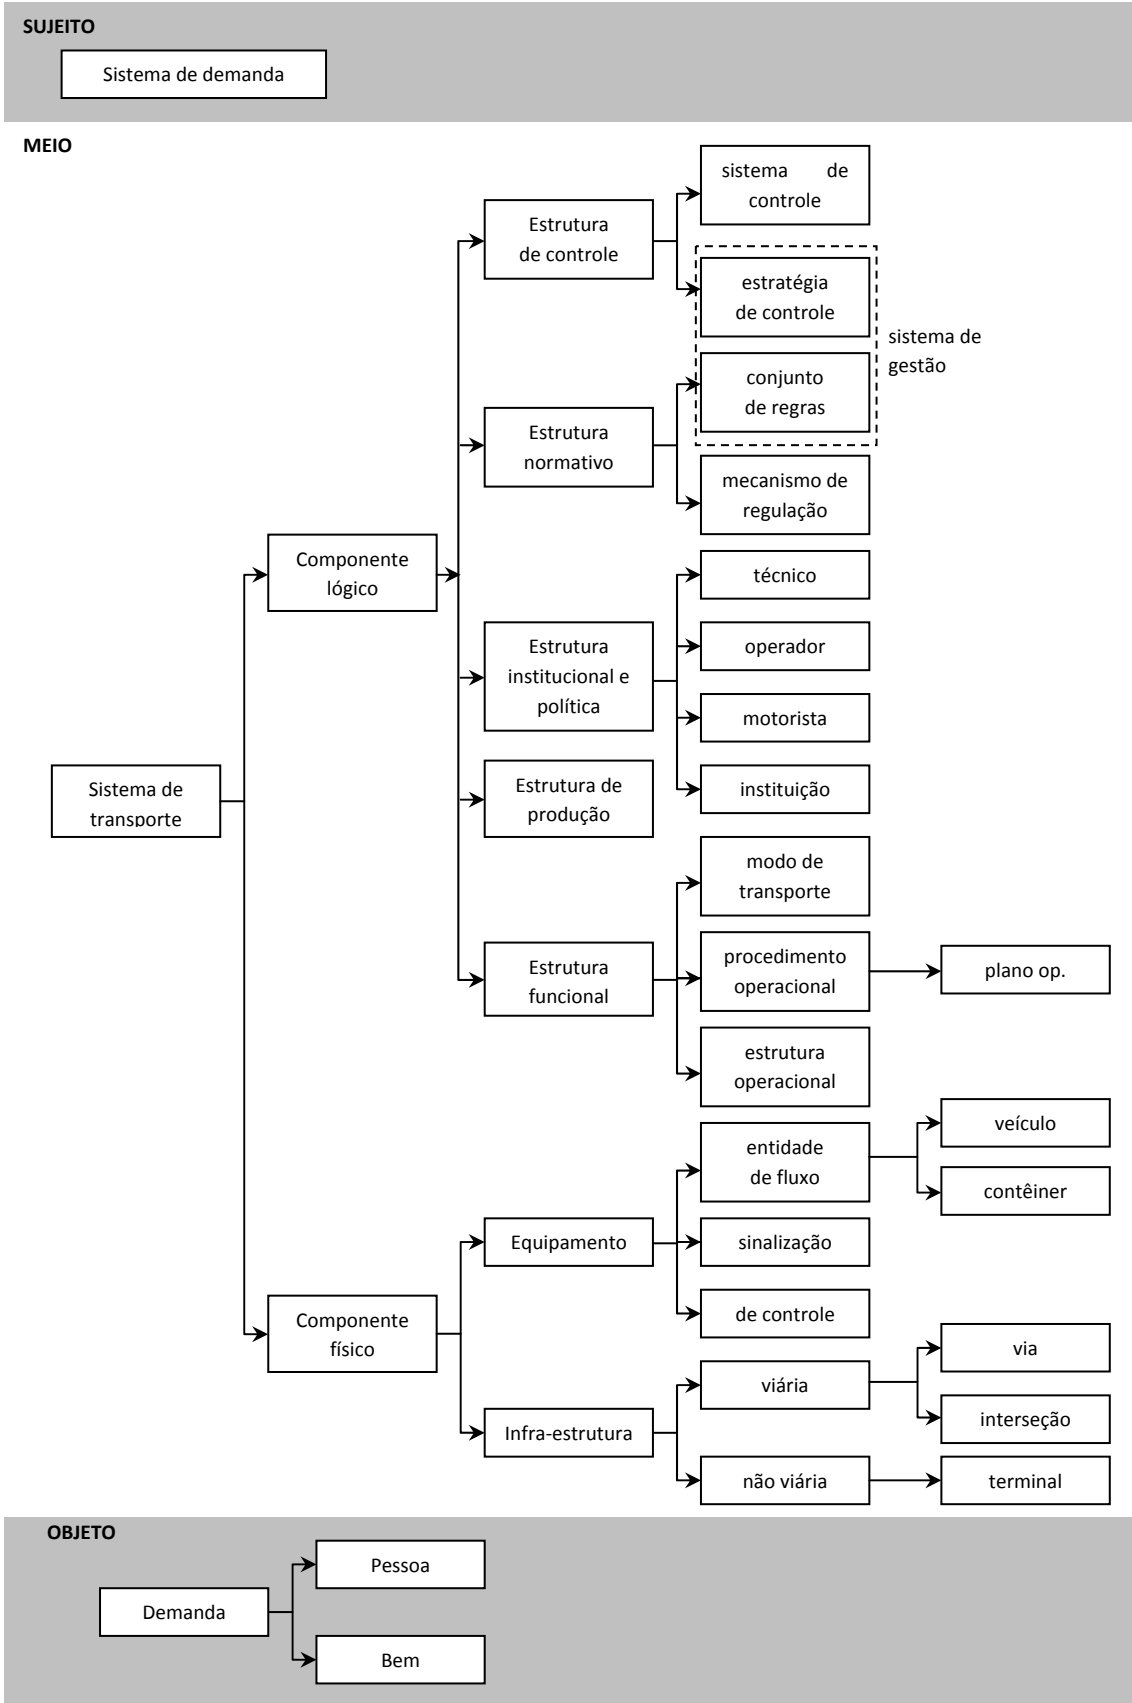 SUJEITO
Sistema de demanda
MEIO
sistema de
controle
Estrutura
de controle
estratégia
de controle
sistema de
gestão
conjunto
de regras
Estrutura
normativo
mecanismo de
regulação
Componente
lógico
técnico
Estrutura
institucional e
política
operador
motorista
instituição
Sistema de
transporte
Estrutura de
produção
modo de
transporte
procedimento
operacional
plano op.
Estrutura
funcional
estrutura
operacional
entidade
de fluxo
veículo
contêiner
Equipamento
sinalização
de controle
Componente
físico
viária
via
interseção
Infra-estrutura
não viária
terminal
OBJETO
Pessoa
Demanda
Bem